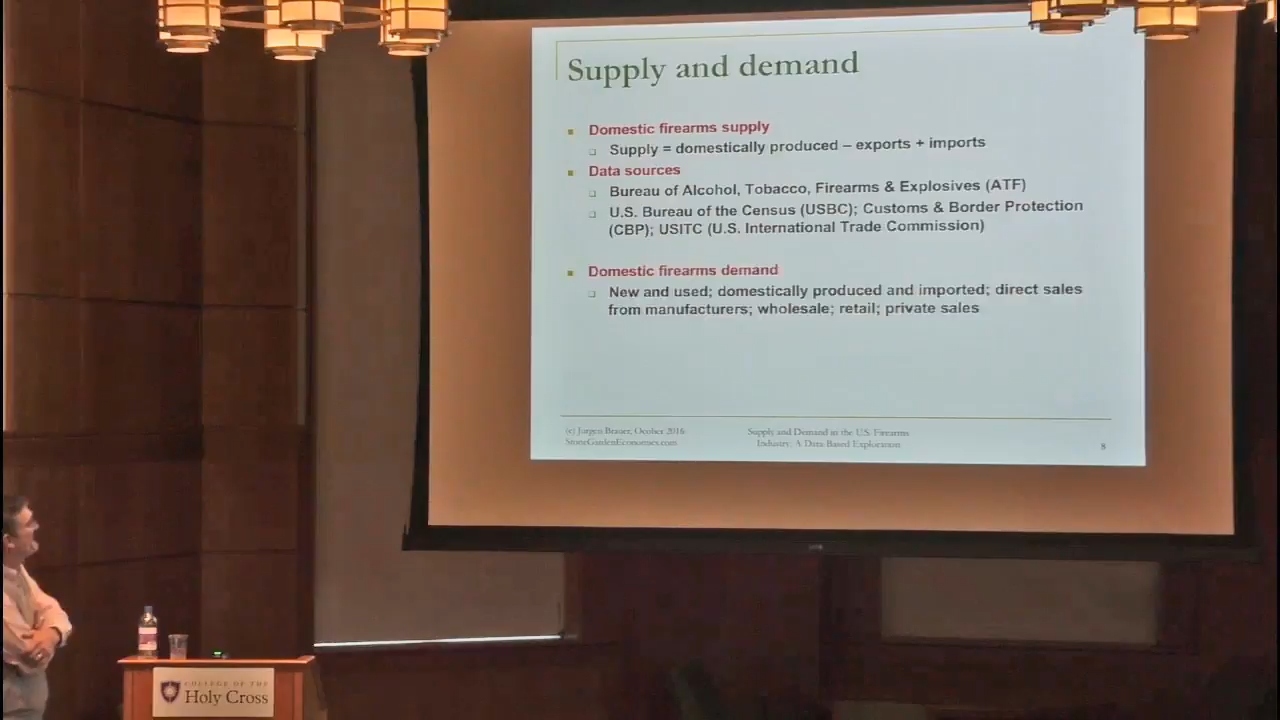 Supply and demand
Domestic firearms supply
Supply = domestically produced – exports + imports
Data sources
Bureau of Alcohol, Tobacco, Firearms & Explosives (ATF)
U.S. Bureau of the Census (USBC); Customs & Border Protection
(CBP); USITC (U.S. International Trade Commission)
Domestic firearms demand
New and used; domestically produced and imported; direct sales
from manufacturers; wholesale; retail; private sales
(c) Jurgen Brauer, October 2016
StoneGardenEconomics.com
Supply and Demand in the U.S. Firearms
Industry: A Data-Based Exploration
8
COLLEGE OF THE
Holy Cross